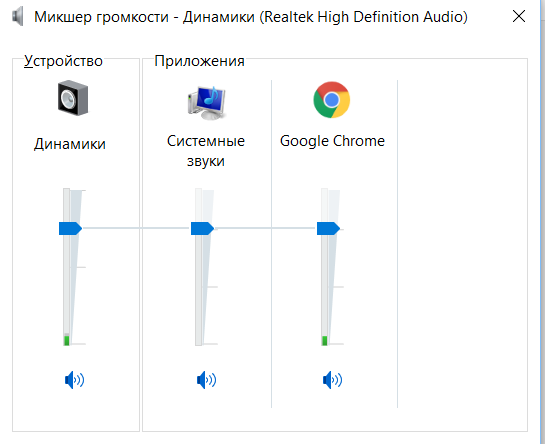 Микшер громкости - Динамики (Realtek High Definition Audio)
Устройство
Приложения
Динамики
Системные
звуки
Google Chrome